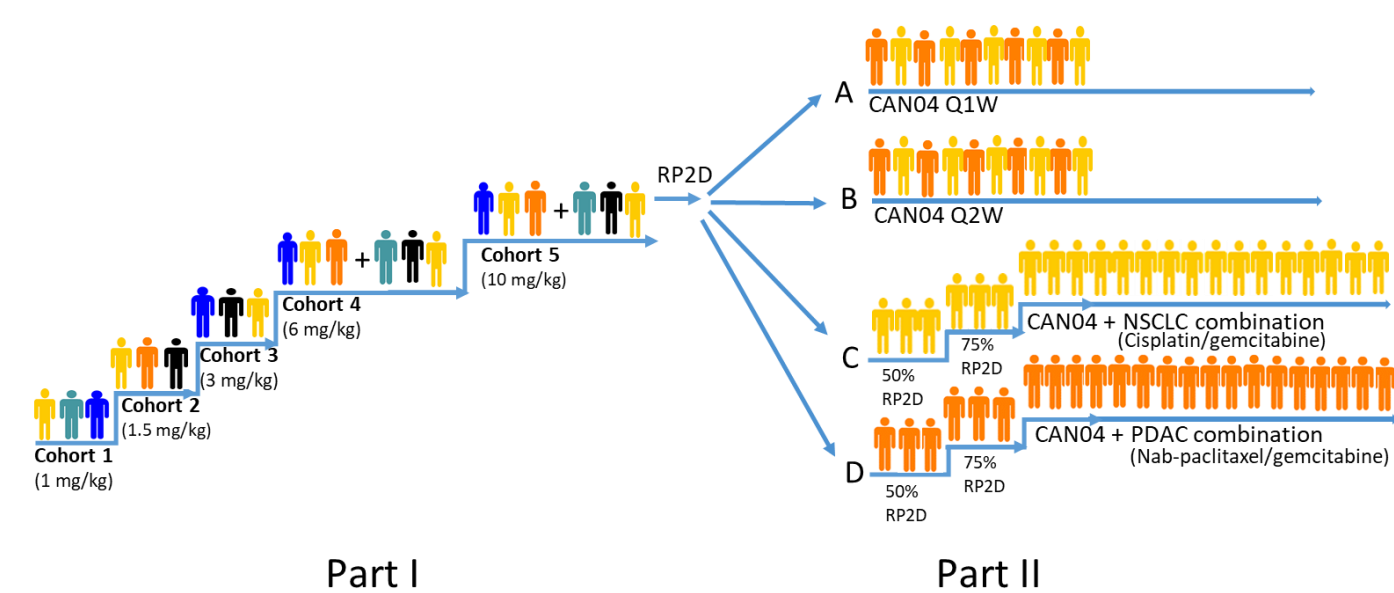 A
CAN04 Q1W
RP2D
B
CAN04 Q2W
+
Cohort 5
(10 mg/kg)
+
Cohort 4
(6 mg/kg)
Cohort 3
(3 mg/kg)
Cohort 2
(1.5 mg/kg)
Cohort 1
(1 mg/kg)
C
50%
RP2D
75%
RP2D
CAN04 + NSCLC combination
(Cisplatin/gemcitabine)
D
50%
RP2D
75%
RP2D
CAN04 + PDAC combination
(Nab-paclitaxel/gemcitabine)
Part I
Part II